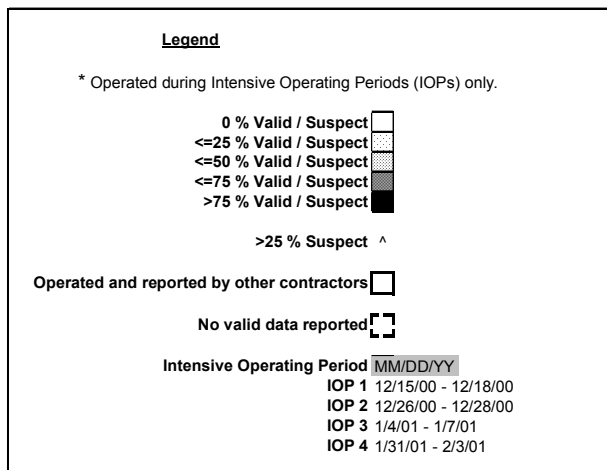 Legend
* Operated during Intensive Operating Periods (IOPs) only.
0 % Valid / Suspect
<=25 % Valid / Suspect
<=50 % Valid / Suspect
<=75 % Valid / Suspect
>75 % Valid / Suspect
>25 % Suspect ^
Operated and reported by other contractors
No valid data reported
Intensive Operating Period MM/DD/YY
IOP 1 12/15/00 - 12/18/00
IOP 2 12/26/00 - 12/28/00
IOP 3 1/4/01 - 1/7/01
IOP 4 1/31/01 - 2/3/01